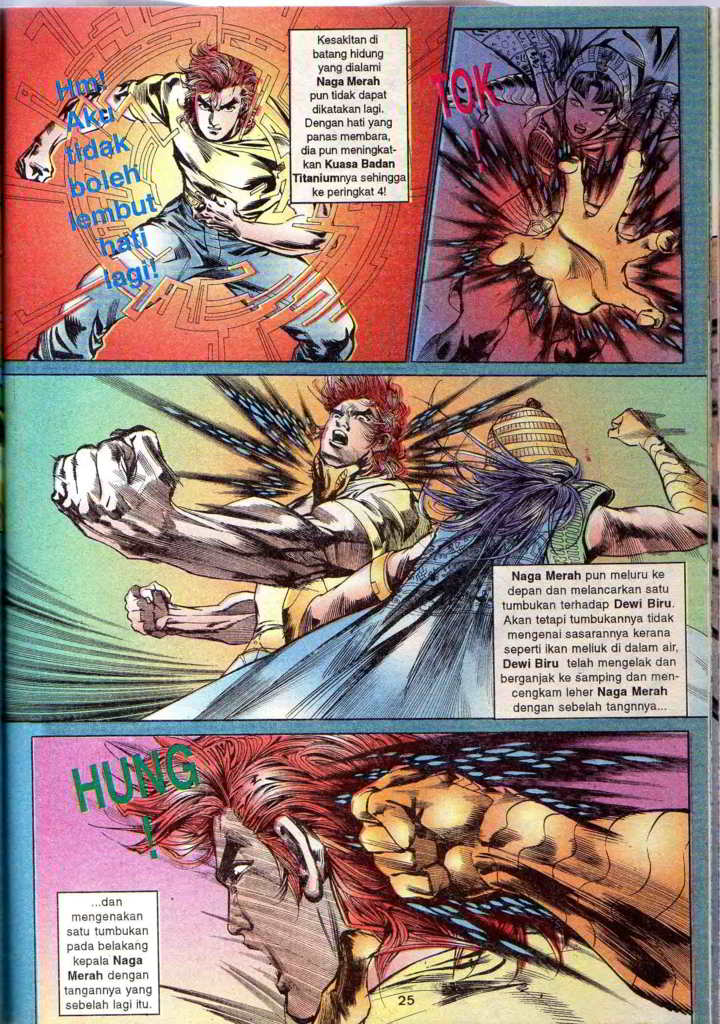 Hm!
Aku
tidak
boleh
lembut
hati
lagi!
Kesakitan di
batang hidung
yang dialami
Naga Merah
pun tidak dapat
dikatakan lagi.
Dengan hati yang
panas membara,
dia pun meningkat-
kan Kuasa Badan
Titaniumnya sehingga
ke peringkat 4!
TOK
!
Naga Merah pun meluru ke
depan dan melancarkan satu
tumbukan terhadap Dewi Biru.
Akan tetapi tumbukannya tidak
mengenai sasarannya kerana
seperti ikan meliuk di dalam air,
Dewi Biru telah mengelak dan
berganjak ke samping dan men-
cengkam leher Naga Merah
dengan sebelah tangnnya...
HUNG
!
...dan
mengenakan
satu tumbukan
pada belakang
kepala Naga
Merah dengan
tangannya yang
sebelah lagi itu.
25